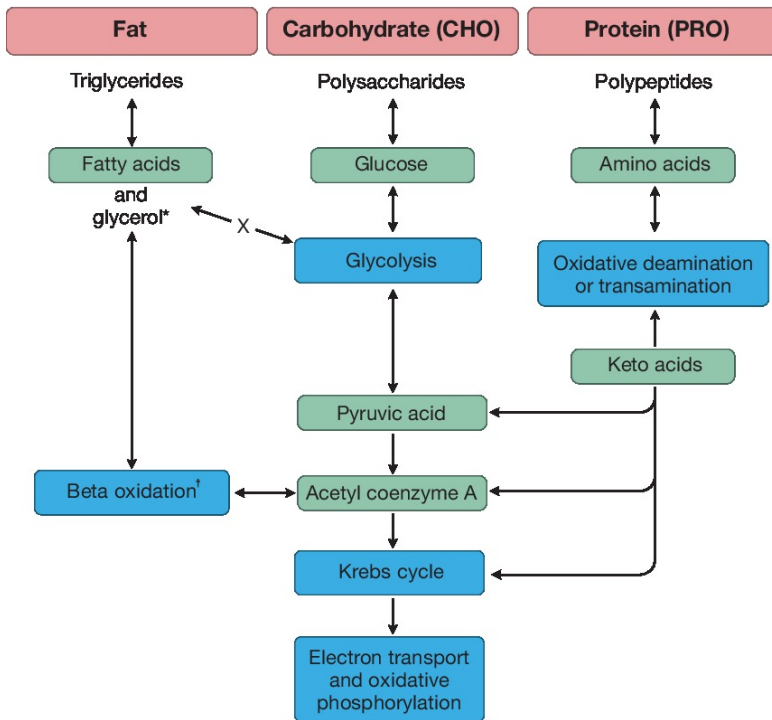 Fat
Carbohydrate (CHO)
Protein (PRO)
Triglycerides
Polysaccharides
Polypeptides
Fatty acids
Glucose
Amino acids
and
glycerol*
X
Glycolysis
Oxidative deamination
or transamination
Keto acids
Pyruvic acid
Beta oxidation†
Acetyl coenzyme A
Krebs cycle
Electron transport
and oxidative
phosphorylation